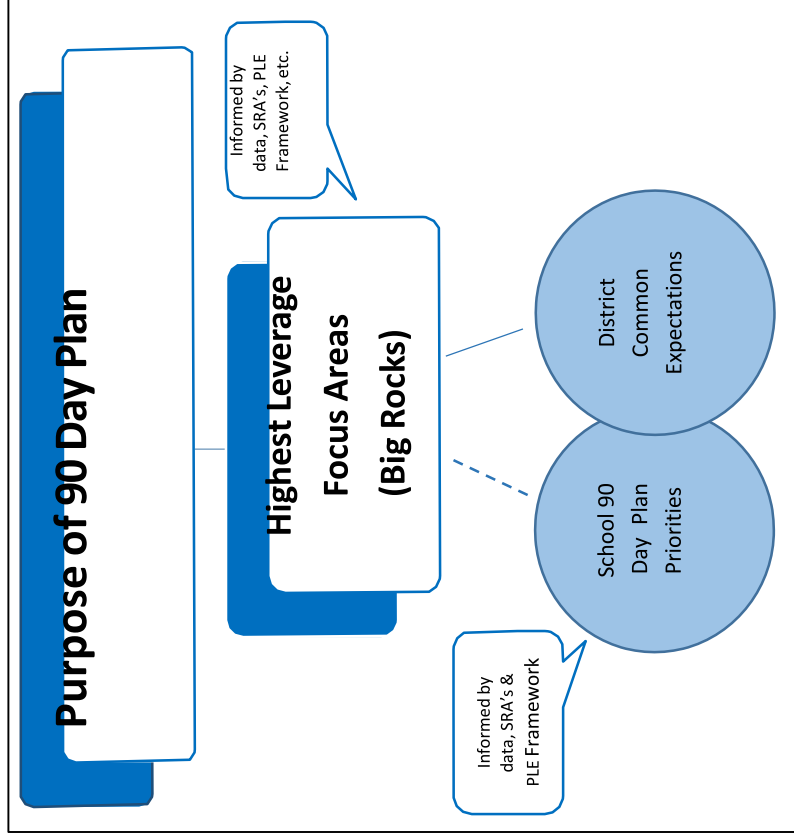 Purpose of 90 Day Plan
Informed by
data, SRA's, PLE
Framework, etc.
Highest Leverage
Focus Areas
(Big Rocks)
Informed by
data, SRA's &
PLE Framework
School 90
Day Plan
Priorities
District
Common
Expectations